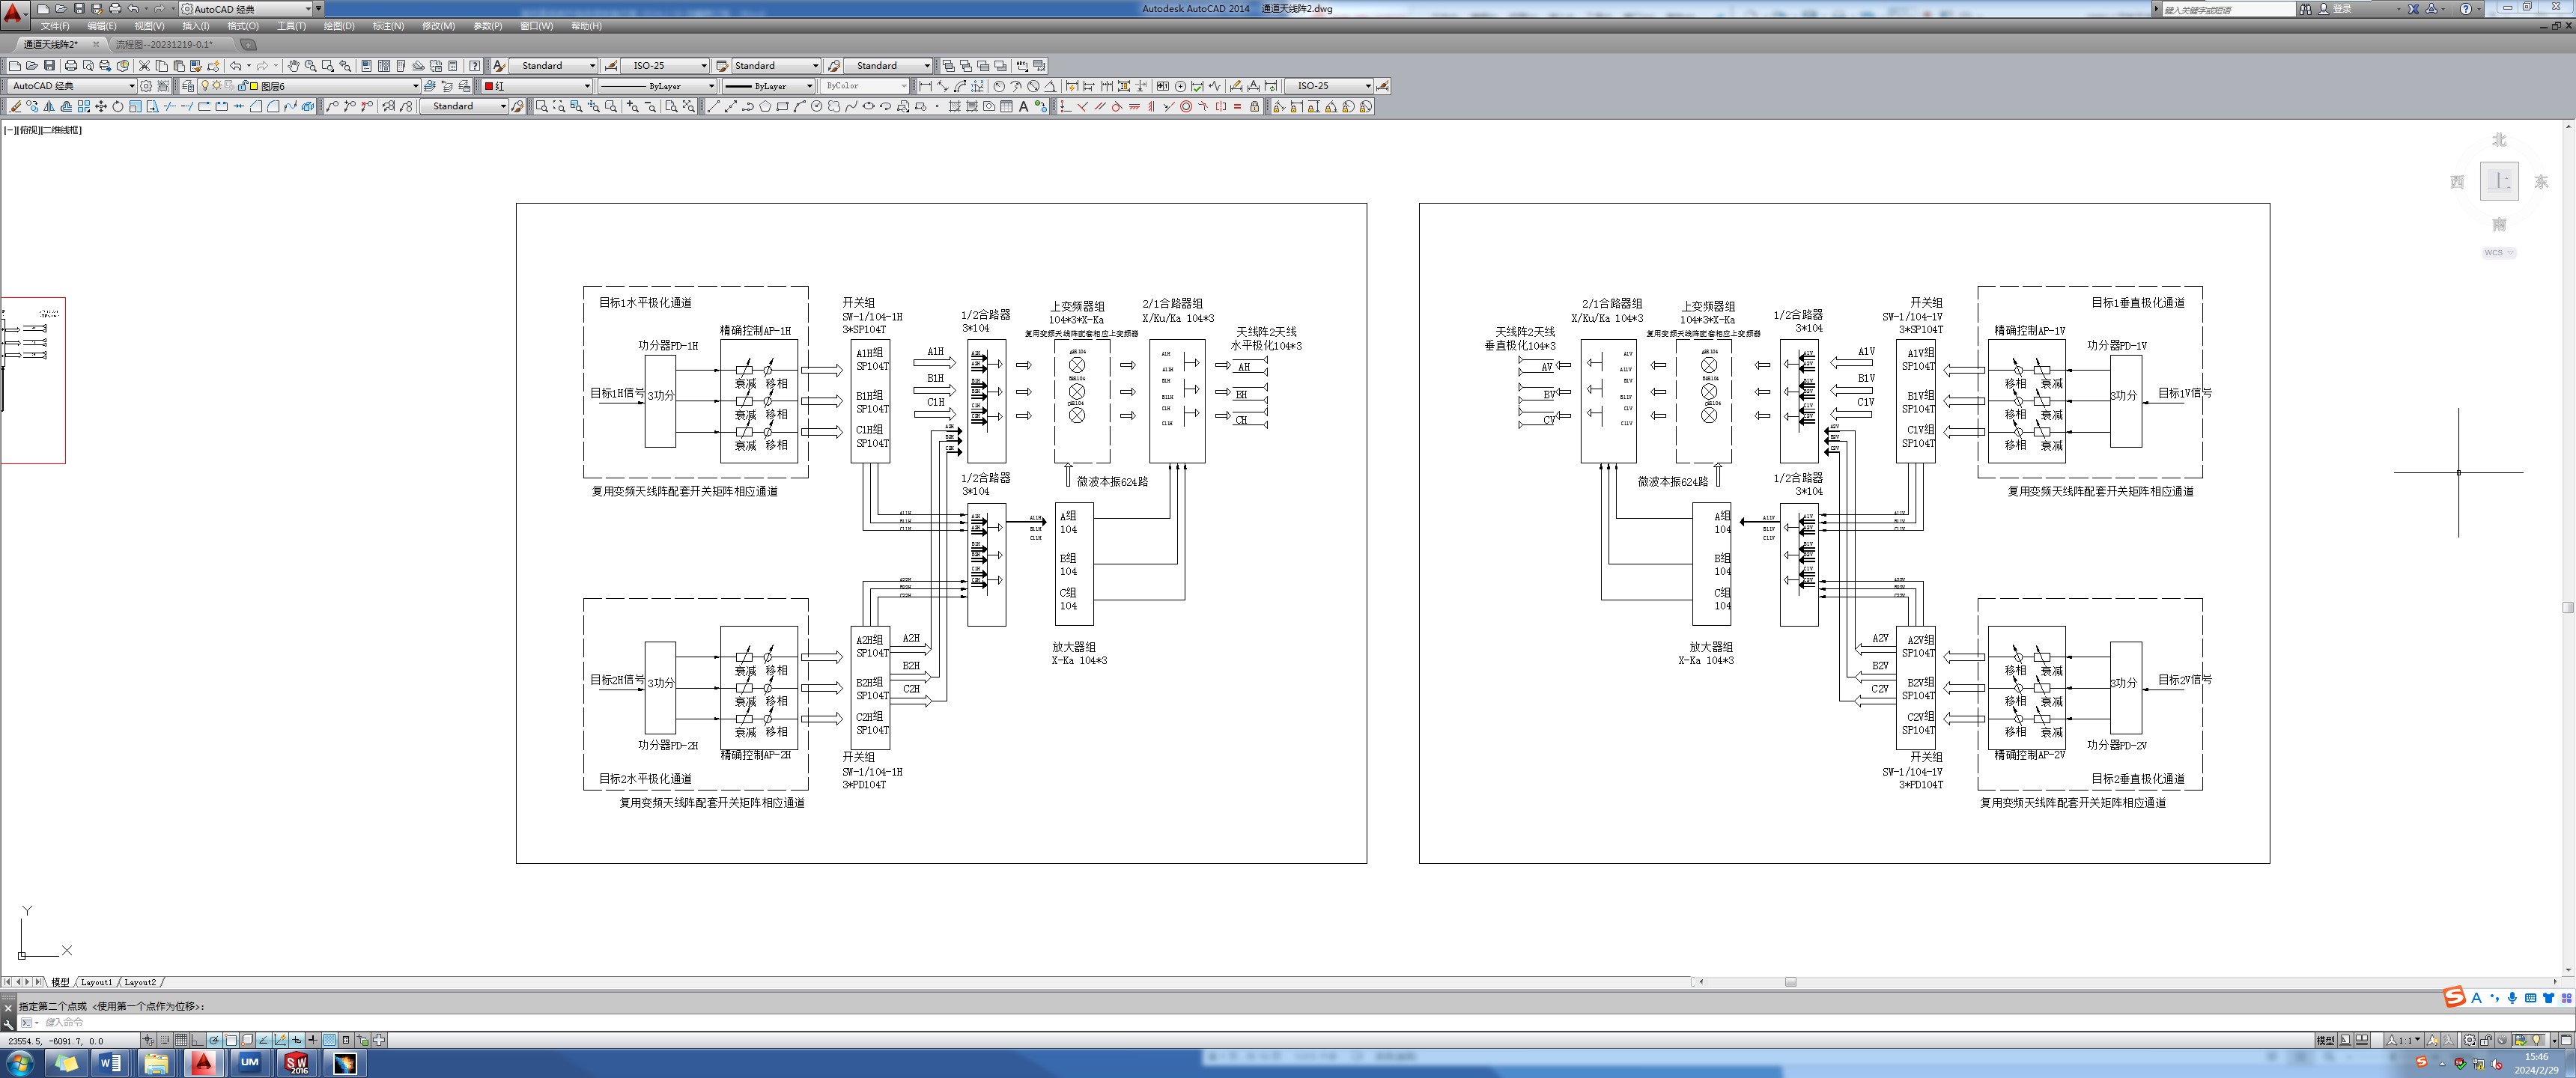 AutoCAD 经典
Autodesk AutoCAD 2014 通道天线阵2.dwg
键入关键字或短语
登录
文件(F) 编辑(E) 视图(V) 插入(I) 格式(O) 工具(T) 绘图(D) 标注(N) 修改(M) 参数(P) 窗口(W) 帮助(H)
通道天线阵2*
流程图--20231219-0.1*
Standard ISO-25 Standard Standard
AutoCAD 经典 图层6 红 ByLayer ByLayer ByColor ISO-25
Standard
[-][俯视][二维线框]
北
西 上 东
南
WCS
目标1水平极化通道
精确控制AP-1H
功分器PD-1H
目标1H信号
3功分
衰减 移相
衰减 移相
衰减 移相
复用变频天线阵配套开关矩阵相应通道
开关组
SW-1/104-1H
3*SP104T
A1H组
SP104T
B1H组
SP104T
C1H组
SP104T
A1H
B1H
C1H
1/2合路器
3*104
上变频器组
104*3*X-Ka
复用变频天线阵配套相应上变频器
微波本振624路
2/1合路器组
X/Ku/Ka 104*3
天线阵2天线
水平极化104*3
AH
BH
CH
1/2合路器
3*104
A11H
B11H
C11H
A组
104
B组
104
C组
104
放大器组
X-Ka 104*3
目标2H信号
3功分
衰减 移相
衰减 移相
衰减 移相
功分器PD-2H
精确控制AP-2H
目标2水平极化通道
复用变频天线阵配套开关矩阵相应通道
A2H组
SP104T
B2H组
SP104T
C2H组
SP104T
A2H
B2H
C2H
开关组
SW-1/104-1H
3*PD104T
2/1合路器组
X/Ku/Ka 104*3
天线阵2天线
垂直极化104*3
AV
BV
CV
上变频器组
104*3*X-Ka
复用变频天线阵配套相应上变频器
微波本振624路
1/2合路器
3*104
A1V
B1V
C1V
开关组
SW-1/104-1V
3*SP104T
A1V组
SP104T
B1V组
SP104T
C1V组
SP104T
目标1垂直极化通道
精确控制AP-1V
功分器PD-1V
目标1V信号
3功分
移相 衰减
移相 衰减
移相 衰减
复用变频天线阵配套开关矩阵相应通道
1/2合路器
3*104
A11V
B11V
C11V
A组
104
B组
104
C组
104
放大器组
X-Ka 104*3
A2V
B2V
C2V
A2V组
SP104T
B2V组
SP104T
C2V组
SP104T
开关组
SW-1/104-1V
3*PD104T
移相 衰减
移相 衰减
移相 衰减
3功分
目标2V信号
功分器PD-2V
精确控制AP-2V
目标2垂直极化通道
复用变频天线阵配套开关矩阵相应通道
Y
X
模型 Layout1 Layout2
指定第二个点或 <使用第一个点作为位移>:
键入命令
23554.5, -6091.7, 0.0
模型
1:1
15:46
2024/2/29